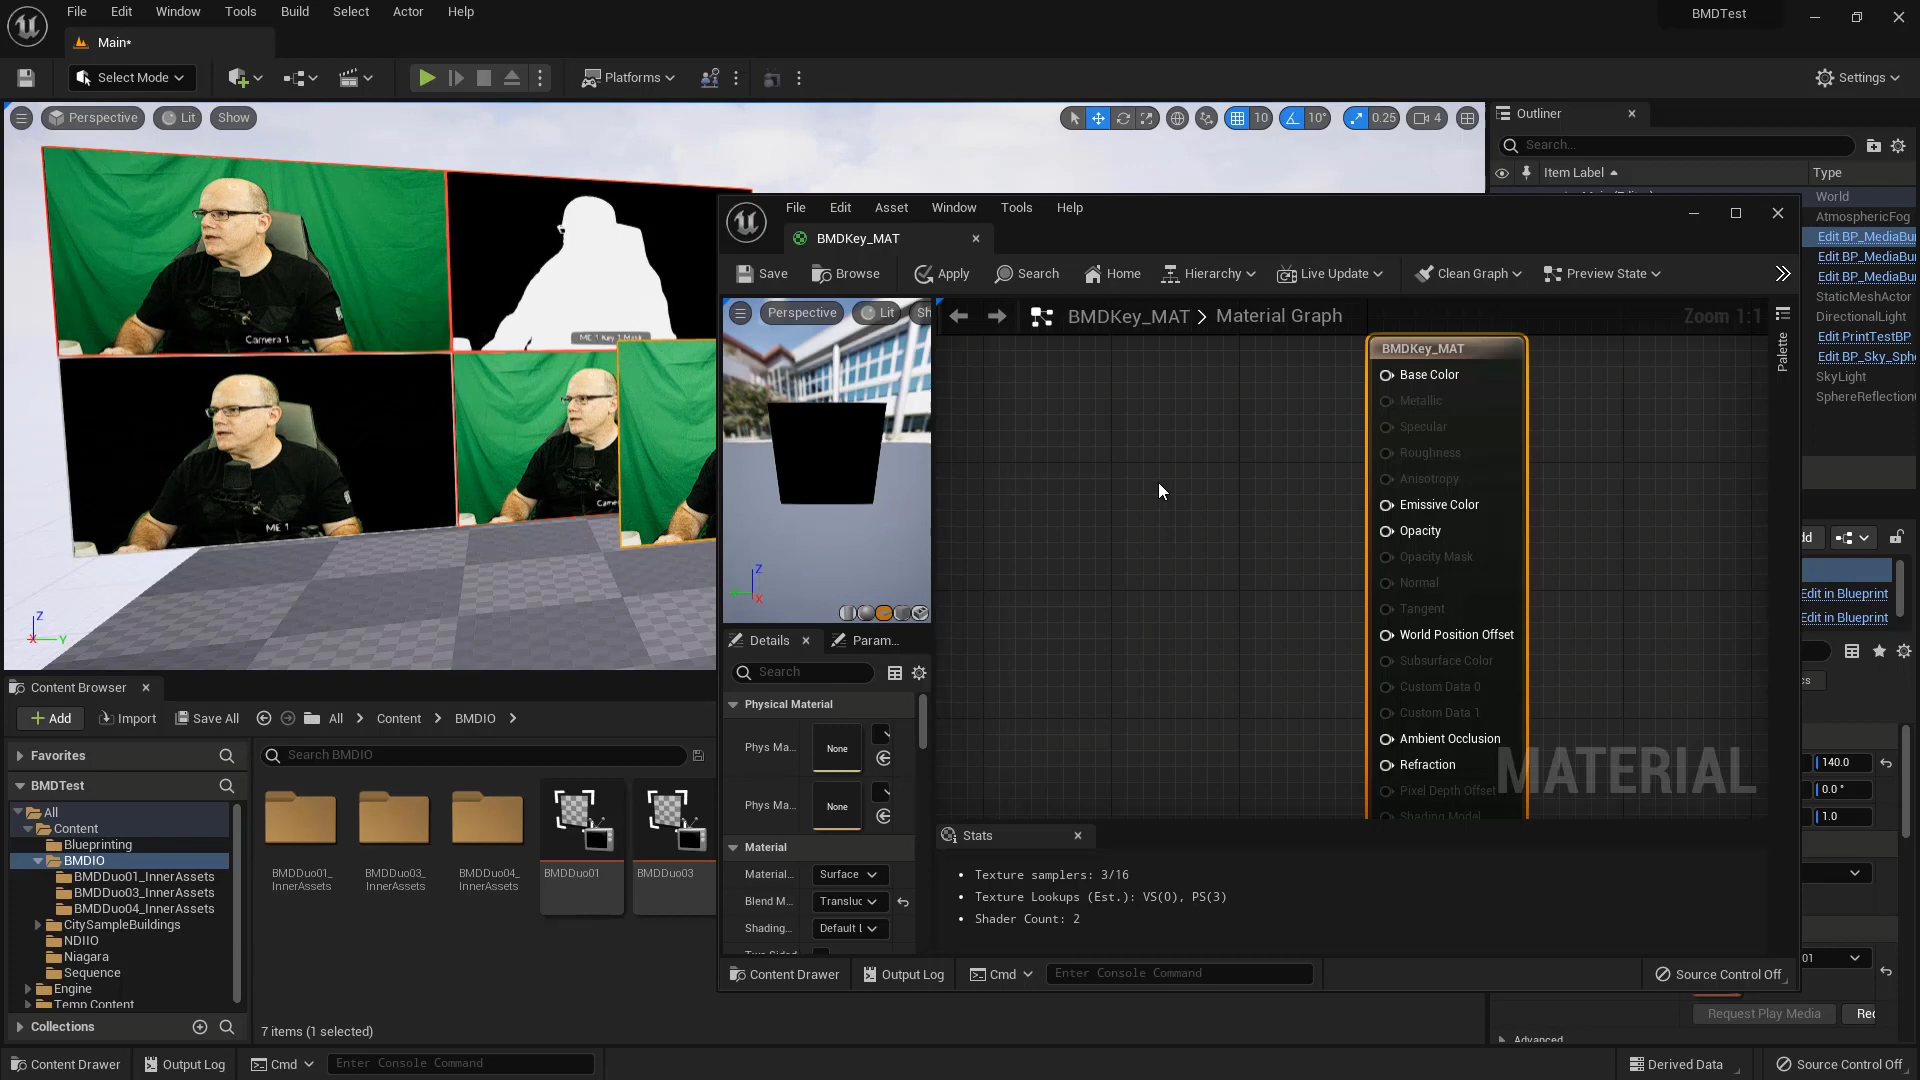 File Edit Window Tools Build Select Actor Help
BMDTest
Main*
Select Mode
Platforms
Settings
Perspective Lit Show
10 10° 0.25 4
Outliner
Search...
Item Label Type
World
AtmosphericFog
Edit BP_MediaBu
Edit BP_MediaBu
Edit BP_MediaBu
StaticMeshActor
DirectionalLight
Edit PrintTestBP
Edit BP_Sky_Sph
SkyLight
SphereReflection
Camera 1
ME 1 Key 1 Mask
ME 1
File Edit Asset Window Tools Help
BMDKey_MAT
Save Browse Apply Search Home Hierarchy Live Update Clean Graph Preview State
Perspective Lit Sh
BMDKey_MAT > Material Graph
Zoom 1:1
Palette
BMDKey_MAT
Base Color
Metallic
Specular
Roughness
Anisotropy
Emissive Color
Opacity
Opacity Mask
Normal
Tangent
World Position Offset
Subsurface Color
Custom Data 0
Custom Data 1
Ambient Occlusion
Refraction
Pixel Depth Offset
Shading Model
MATERIAL
Z
X
Z
X Y
Details Param...
Search
Physical Material
Phys Ma... None
Phys Ma... None
Material
Material... Surface
Blend M... Transluc
Shading... Default L
Stats
Texture samplers: 3/16
Texture Lookups (Est.): VS(0), PS(3)
Shader Count: 2
Content Drawer Output Log Cmd Enter Console Command Source Control Off
dd
Edit in Blueprint
Edit in Blueprint
cs
140.0
0.0 °
1.0
01
Request Play Media Rec
Advanced
Content Browser
Add Import Save All All > Content > BMDIO >
Favorites
Search BMDIO
BMDTest
All
Content
Blueprinting
BMDIO
BMDDuo01_InnerAssets
BMDDuo03_InnerAssets
BMDDuo04_InnerAssets
CitySampleBuildings
NDIIO
Niagara
Sequence
Engine
Temp Content
BMDDuo01_
InnerAssets
BMDDuo03_
InnerAssets
BMDDuo04_
InnerAssets
BMDDuo01
BMDDuo03
Collections
7 items (1 selected)
Content Drawer Output Log Cmd Enter Console Command Derived Data Source Control Off